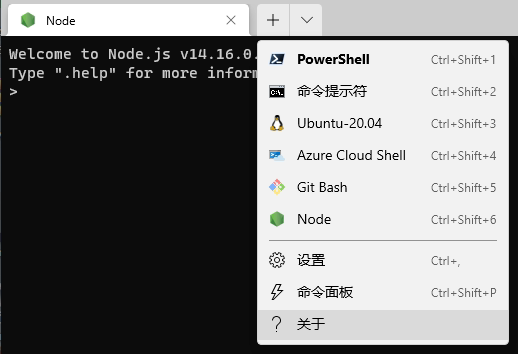 Node
Welcome to Node.js v14.16.0.
Type ".help" for more inform
>
PowerShell Ctrl+Shift+1
命令提示符 Ctrl+Shift+2
Ubuntu-20.04 Ctrl+Shift+3
Azure Cloud Shell Ctrl+Shift+4
Git Bash Ctrl+Shift+5
Node Ctrl+Shift+6
设置 Ctrl+,
命令面板 Ctrl+Shift+P
关于